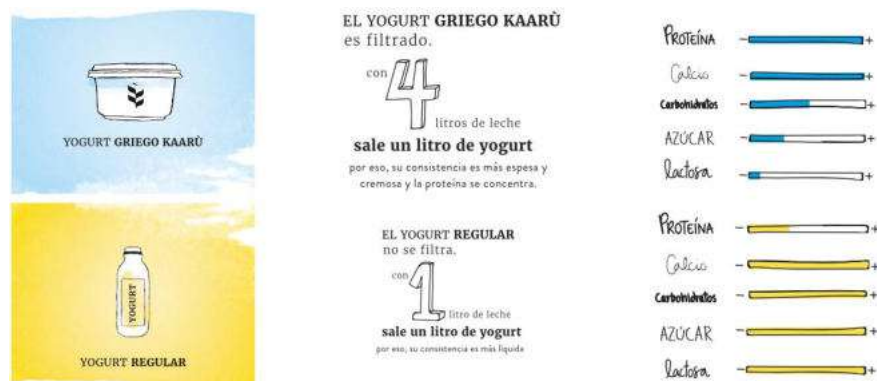 YOGURT GRIEGO KAARÙ
EL YOGURT GRIEGO KAARÙ
es filtrado.
con
4
litros de leche
sale un litro de yogurt
por eso, su consistencia es más espesa y
cremosa y la proteína se concentra.
- PROTEÍNA - +
Calcio - +
Carbohidratos - +
AZÚCAR - +
lactosa - +
YOGURT
YOGURT REGULAR
EL YOGURT REGULAR
no se filtra.
con
1
litro de leche
sale un litro de yogurt
por eso, su consistencia es más líquida
PROTEÍNA - +
Calcio - +
Carbohidratos - +
AZÚCAR - +
lactosa - +